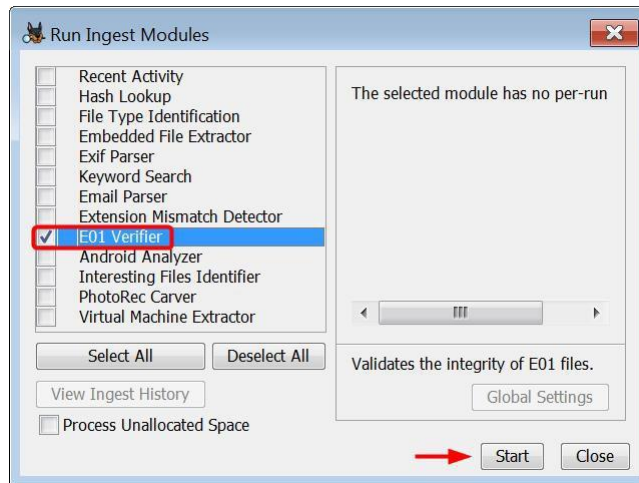 Run Ingest Modules
Recent Activity
Hash Lookup
File Type Identification
Embedded File Extractor
Exif Parser
Keyword Search
Email Parser
Extension Mismatch Detector
E01 Verifier
Android Analyzer
Interesting Files Identifier
PhotoRec Carver
Virtual Machine Extractor
Select All
Deselect All
View Ingest History
Process Unallocated Space
The selected module has no per-run
Validates the integrity of E01 files.
Global Settings
Start
Close